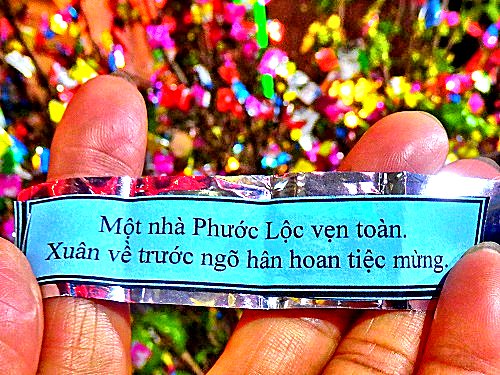 Một nhà Phước Lộc vẹn toàn.
Xuân về trước ngõ hân hoan tiệc mừng.